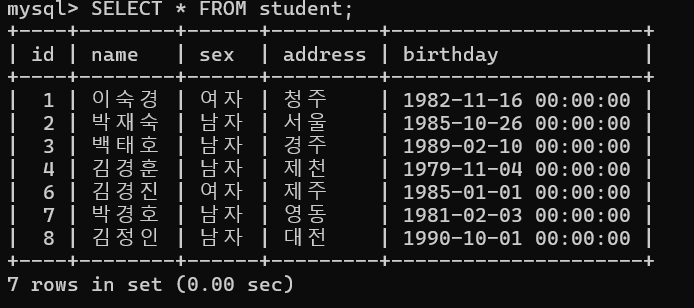 mysql> SELECT * FROM student;
+----+--------+------+---------+---------------------+
| id | name | sex | address | birthday |
+----+--------+------+---------+---------------------+
| 1 | 이숙경 | 여자 | 청주 | 1982-11-16 00:00:00 |
| 2 | 박재숙 | 남자 | 서울 | 1985-10-26 00:00:00 |
| 3 | 백태호 | 남자 | 경주 | 1989-02-10 00:00:00 |
| 4 | 김경훈 | 남자 | 제천 | 1979-11-04 00:00:00 |
| 6 | 김경진 | 여자 | 제주 | 1985-01-01 00:00:00 |
| 7 | 박경호 | 남자 | 영동 | 1981-02-03 00:00:00 |
| 8 | 김정인 | 남자 | 대전 | 1990-10-01 00:00:00 |
+----+--------+------+---------+---------------------+
7 rows in set (0.00 sec)